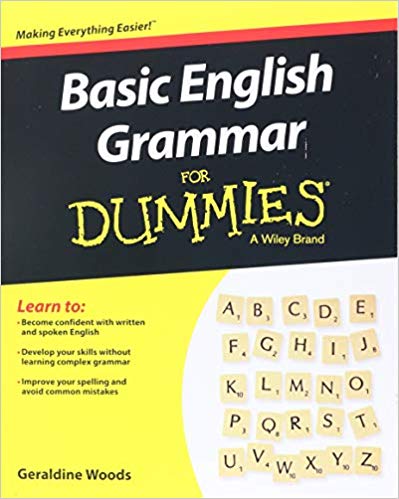 Making Everything Easier!™
Basic English
Grammar
FOR
DUMMIES®
A Wiley Brand
Learn to:
• Become confident with written
and spoken English
• Develop your skills without
learning complex grammar
• Improve your spelling and
avoid common mistakes
A B C D E
F G H I J
K L M N O
P Q R S T
U V W X Y Z
Geraldine Woods